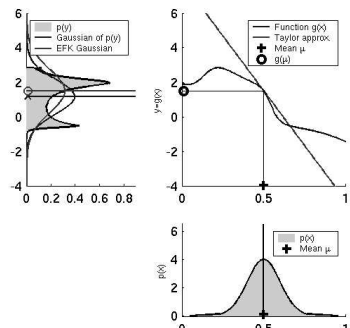 6
4
2
0
-2
-4
0 0.2 0.4 0.6 0.8
p(y)
Gaussian of p(y)
EFK Gaussian
6
4
2
0
-2
-4
0 0.5 1
y=g(x)
Function g(x)
Taylor approx.
Mean μ
g(μ)
6
4
2
0
0 0.5 1
p(x)
p(x)
Mean μ